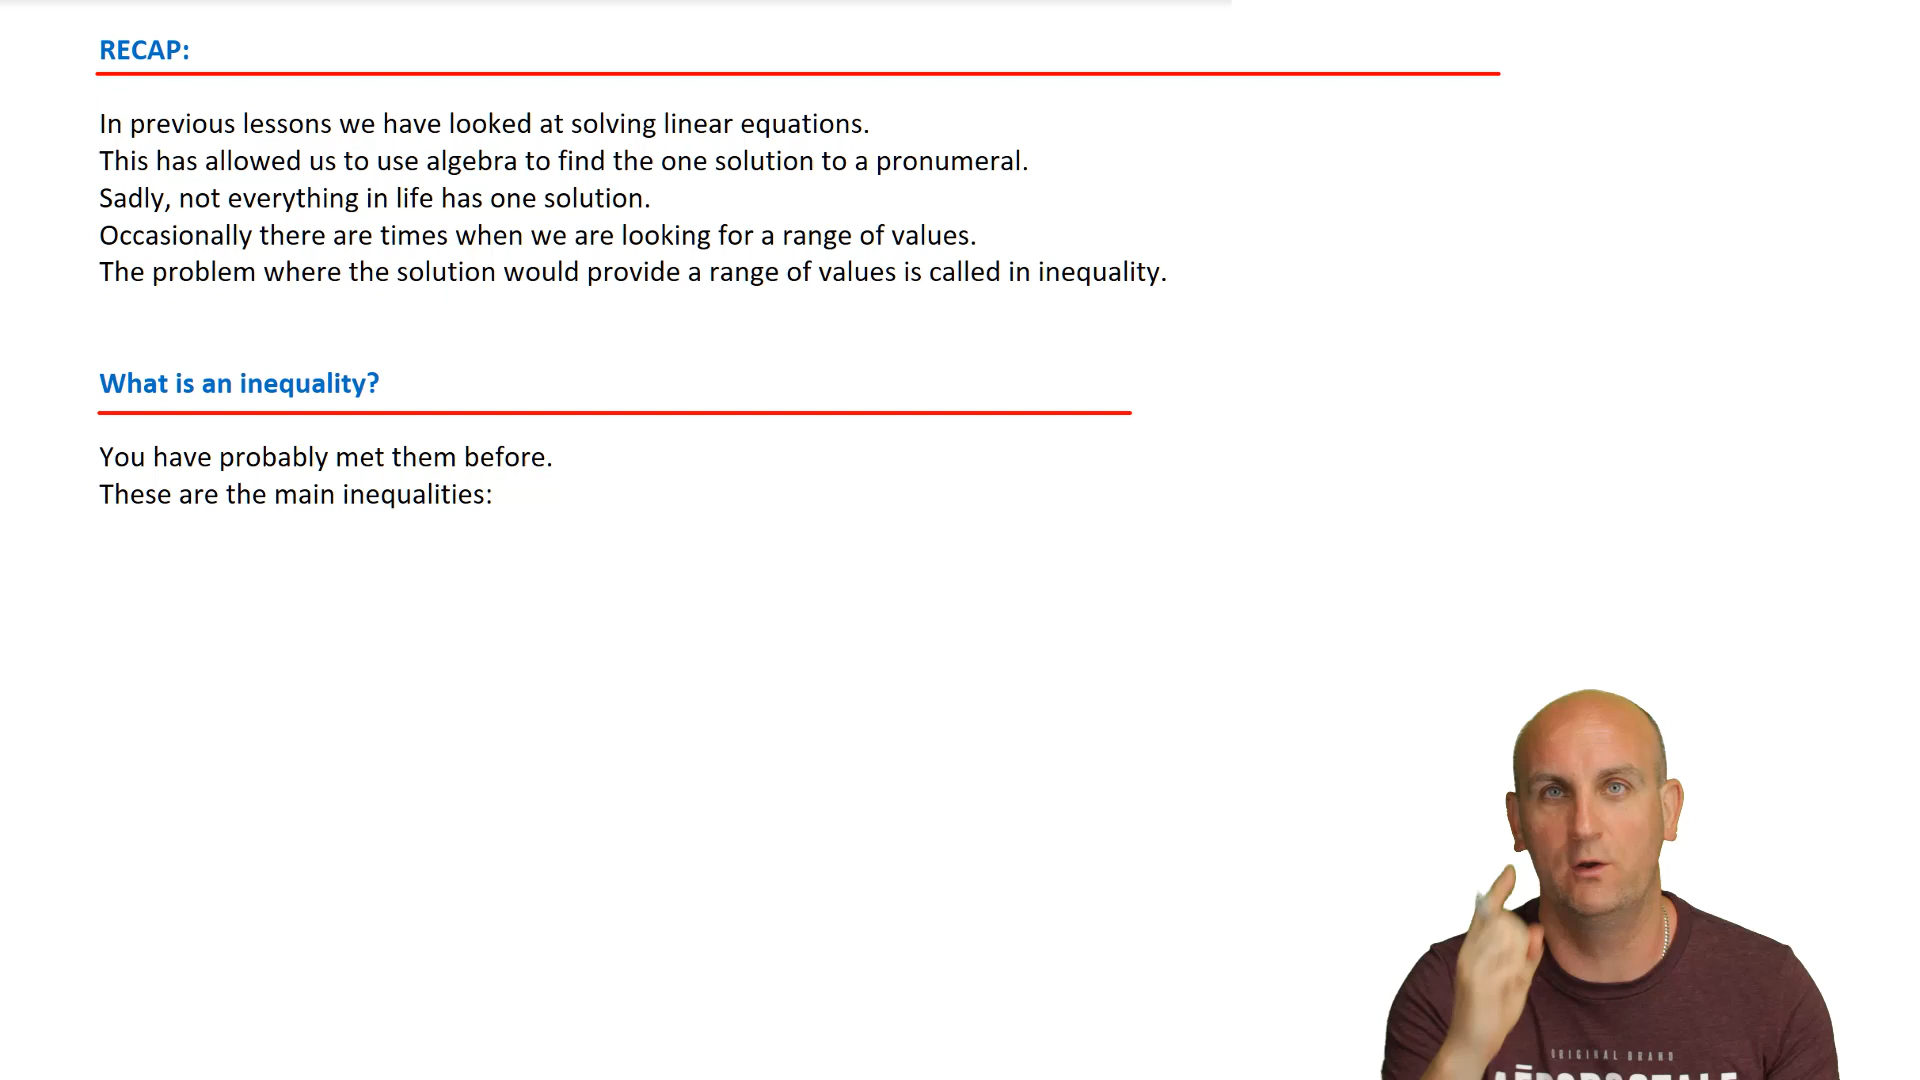 RECAP:
In previous lessons we have looked at solving linear equations.
This has allowed us to use algebra to find the one solution to a pronumeral.
Sadly, not everything in life has one solution.
Occasionally there are times when we are looking for a range of values.
The problem where the solution would provide a range of values is called in inequality.
What is an inequality?
You have probably met them before.
These are the main inequalities:
ORIGINAL BRAND